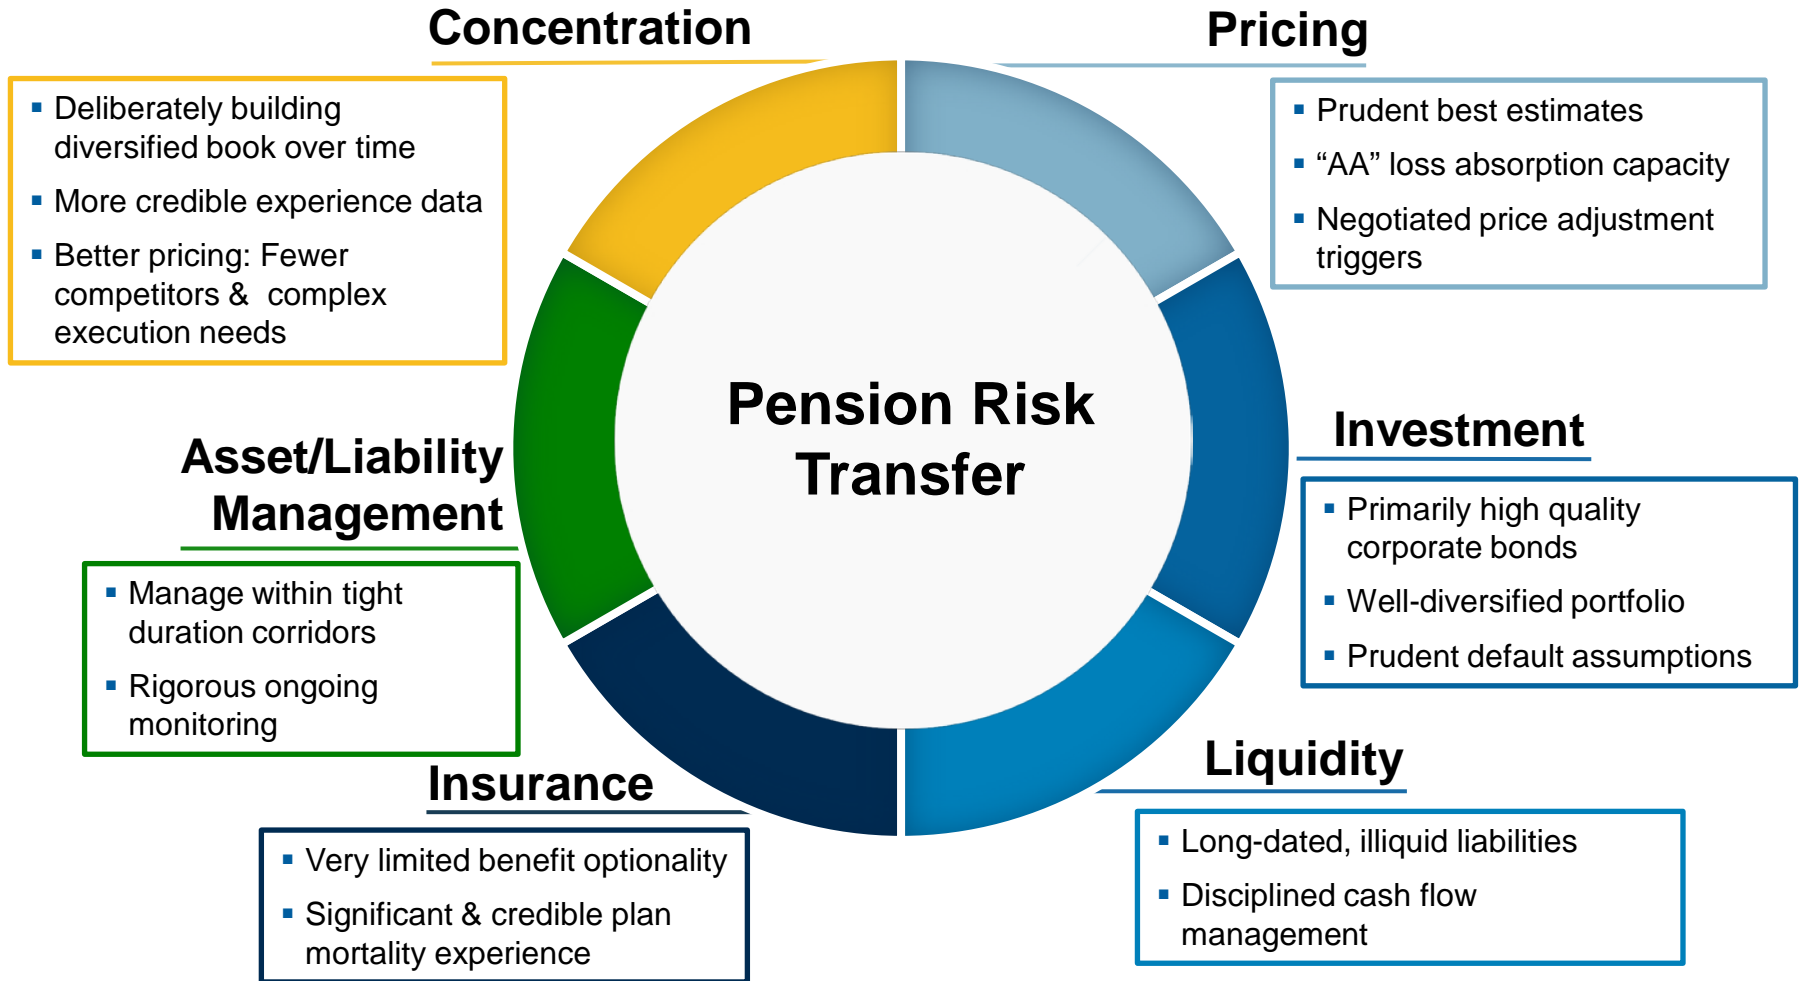 Concentration
▪ Deliberately building
diversified book over time
▪ More credible experience data
▪ Better pricing: Fewer
competitors &  complex
execution needs
Pricing
▪ Prudent best estimates
▪ “AA” loss absorption capacity
▪ Negotiated price adjustment
triggers
Pension Risk
Transfer
Asset/Liability
Management
▪ Manage within tight
duration corridors
▪ Rigorous ongoing
monitoring
Investment
▪ Primarily high quality
corporate bonds
▪ Well-diversified portfolio
▪ Prudent default assumptions
Insurance
▪ Very limited benefit optionality
▪ Significant & credible plan
mortality experience
Liquidity
▪ Long-dated, illiquid liabilities
▪ Disciplined cash flow
management